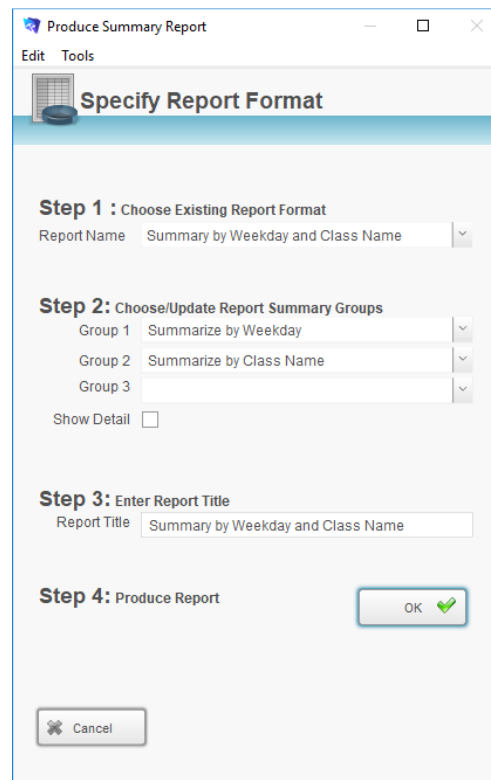 Produce Summary Report
Edit Tools
Specify Report Format
Step 1 : Choose Existing Report Format
Report Name Summary by Weekday and Class Name
Step 2: Choose/Update Report Summary Groups
Group 1 Summarize by Weekday
Group 2 Summarize by Class Name
Group 3
Show Detail
Step 3: Enter Report Title
Report Title Summary by Weekday and Class Name
Step 4: Produce Report
OK
Cancel